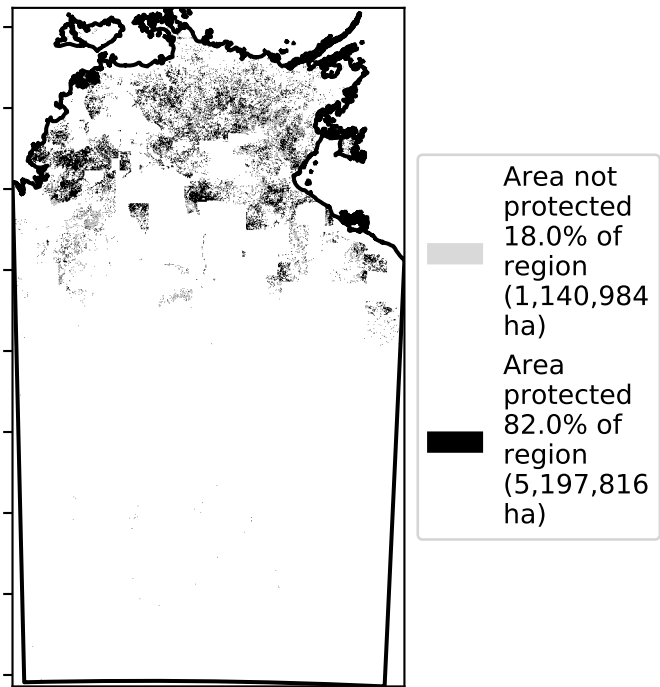 Area not
protected
18.0% of
region
(1,140,984
ha)
Area
protected
82.0% of
region
(5,197,816
ha)